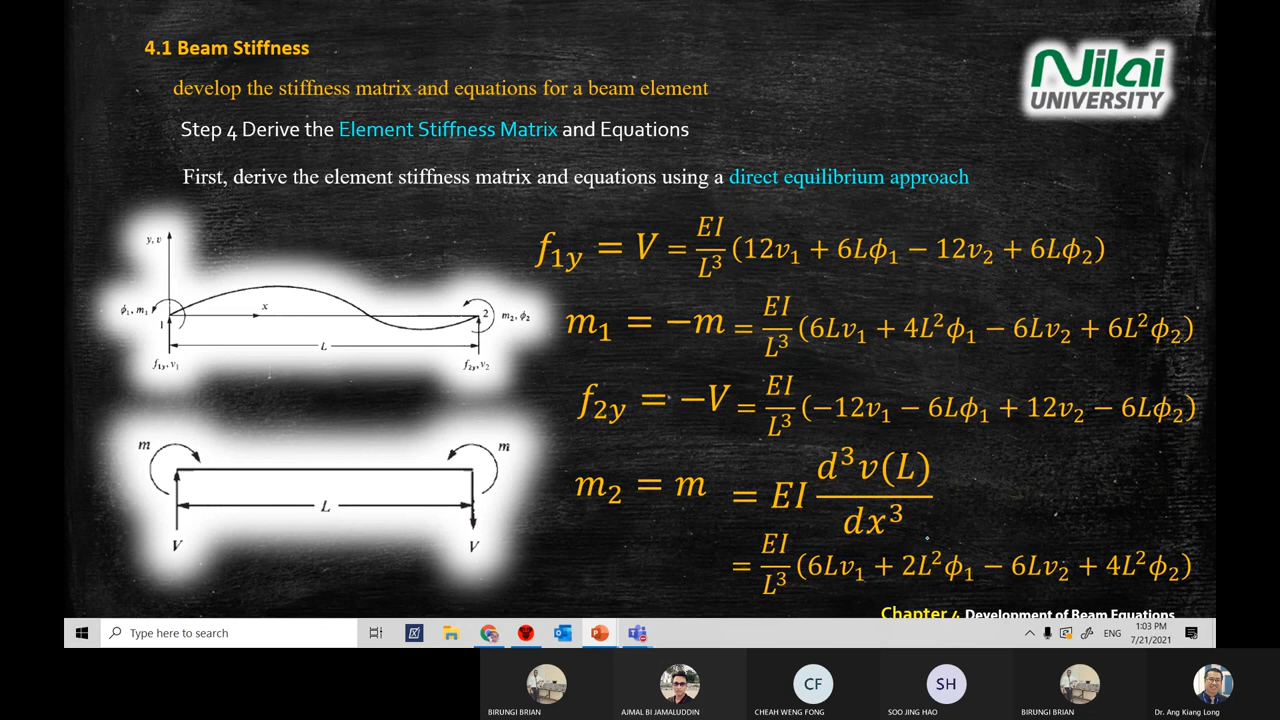 4.1 Beam Stiffness
Nilai
UNIVERSITY
develop the stiffness matrix and equations for a beam element
Step 4 Derive the Element Stiffness Matrix and Equations
First, derive the element stiffness matrix and equations using a direct equilibrium approach
y, v
ϕ₁, m₁
1
x
2
m₂, ϕ₂
L
f₁y, v₁
f₂y, v₂
m
m
L
V
V
f₁y = V = EI/L³ (12v₁ + 6Lϕ₁ − 12v₂ + 6Lϕ₂)
m₁ = −m = EI/L³ (6Lv₁ + 4L²ϕ₁ − 6Lv₂ + 6L²ϕ₂)
f₂y = −V = EI/L³ (−12v₁ − 6Lϕ₁ + 12v₂ − 6Lϕ₂)
m₂ = m = EI d³v(L)/dx³
= EI/L³ (6Lv₁ + 2L²ϕ₁ − 6Lv₂ + 4L²ϕ₂)
Chapter 4 Development of Beam Equations
Type here to search
ENG
1:03 PM
7/21/2021
CF
SH
BIRUNGI BRIAN
AJMAL BI JAMALUDDIN
CHEAH WENG FONG
SOO JING HAO
BIRUNGI BRIAN
Dr. Ang Kiang Long